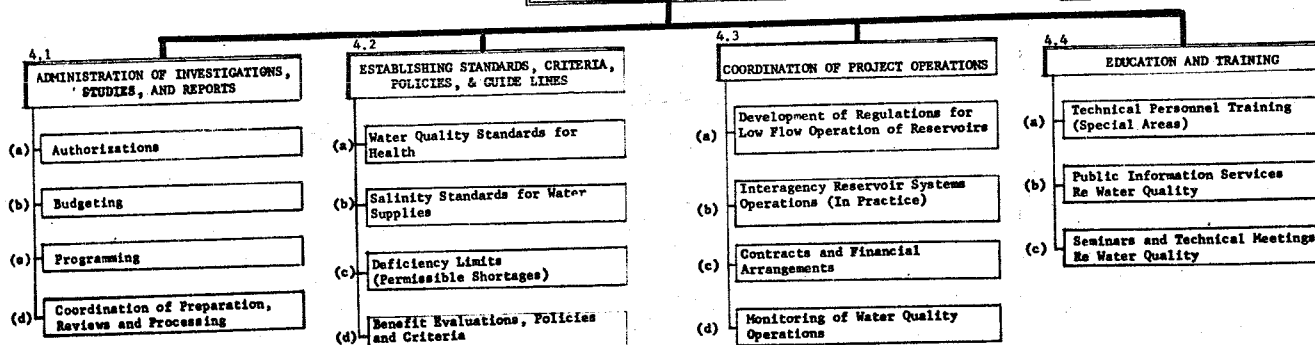 4.1
ADMINISTRATION OF INVESTIGATIONS,
STUDIES, AND REPORTS
(a) Authorizations
(b) Budgeting
(c) Programming
(d) Coordination of Preparation,
Reviews and Processing
4.2
ESTABLISHING STANDARDS, CRITERIA,
POLICIES, & GUIDE LINES
(a) Water Quality Standards for
Health
(b) Salinity Standards for Water
Supplies
(c) Deficiency Limits
(Permissible Shortages)
(d) Benefit Evaluations, Policies
and Criteria
4.3
COORDINATION OF PROJECT OPERATIONS
(a) Development of Regulations for
Low Flow Operation of Reservoirs
(b) Interagency Reservoir Systems
Operations (In Practice)
(c) Contracts and Financial
Arrangements
(d) Monitoring of Water Quality
Operations
4.4
EDUCATION AND TRAINING
(a) Technical Personnel Training
(Special Areas)
(b) Public Information Services
Re Water Quality
(c) Seminars and Technical Meetings
Re Water Quality